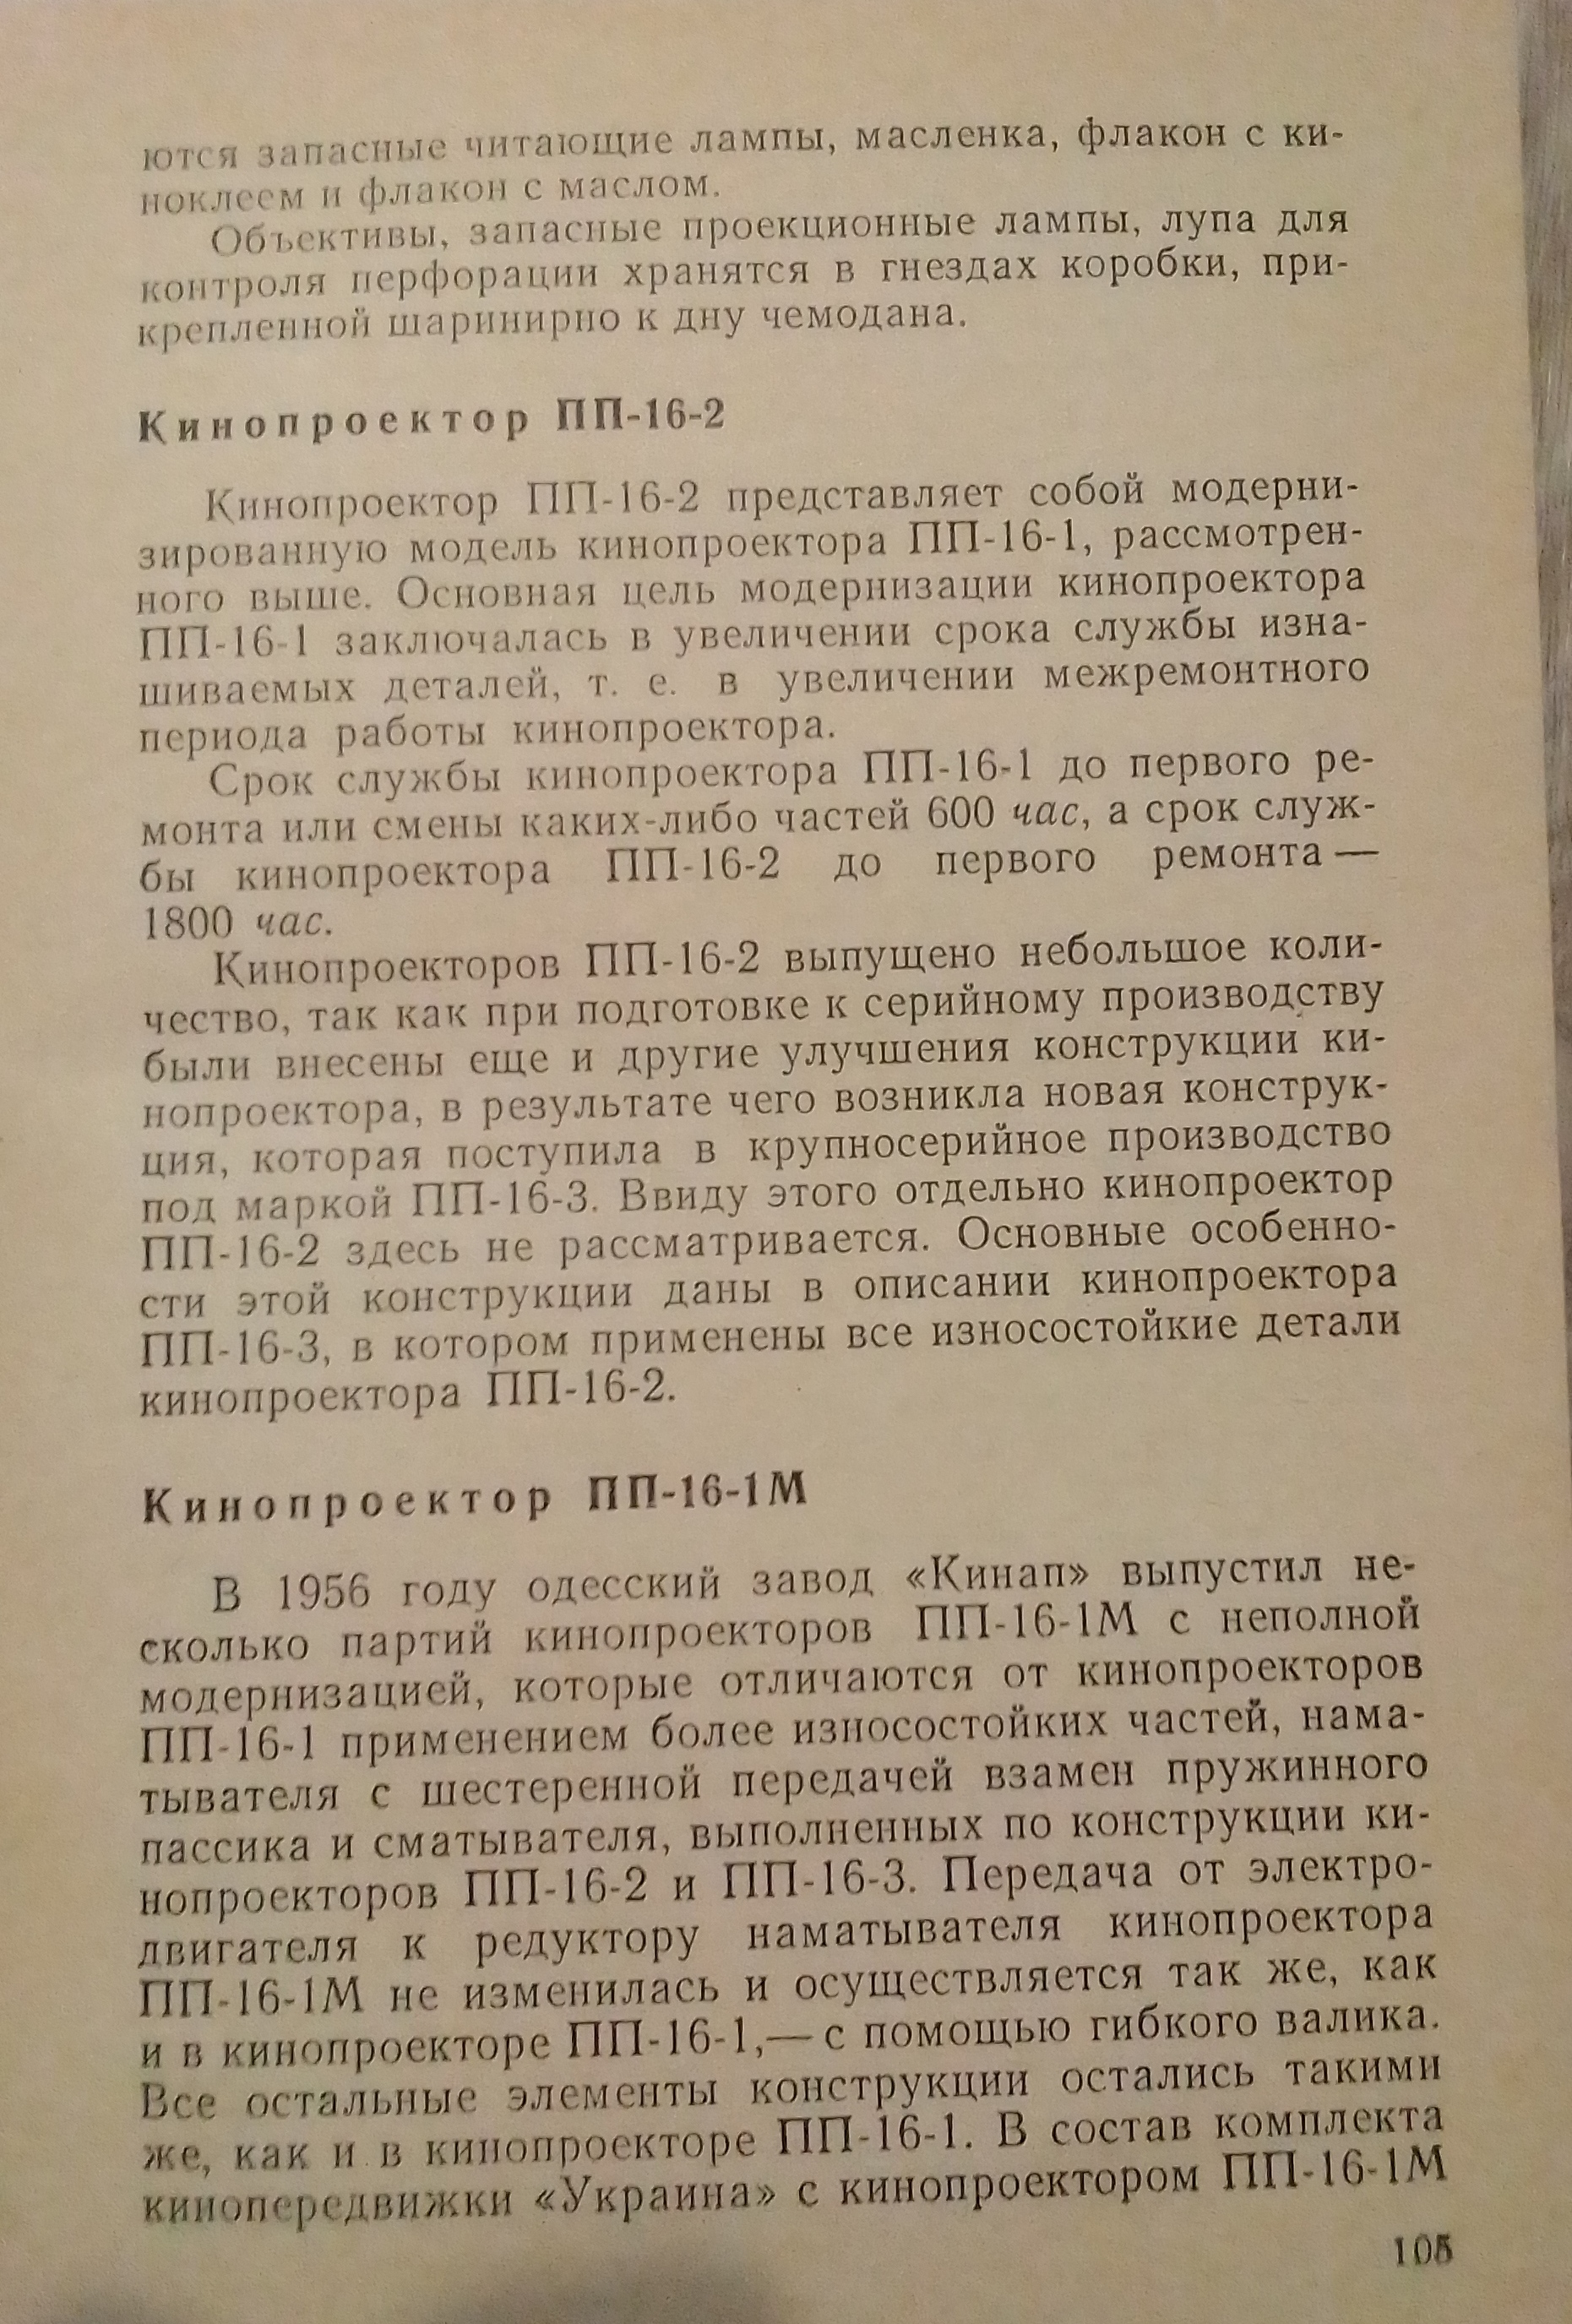 ются запасные читающие лампы, масленка, флакон с ки-
ноклеем и флакон с маслом.
Объективы, запасные проекционные лампы, лупа для
контроля перфорации хранятся в гнездах коробки, при-
крепленной шаринирно к дну чемодана.
Кинопроектор ПП-16-2
Кинопроектор ПП-16-2 представляет собой модерни-
зированную модель кинопроектора ПП-16-1, рассмотрен-
ного выше. Основная цель модернизации кинопроектора
ПП-16-1 заключалась в увеличении срока службы изна-
шиваемых деталей, т. е. в увеличении межремонтного
периода работы кинопроектора.
Срок службы кинопроектора ПП-16-1 до первого ре-
монта или смены каких-либо частей 600 час, а срок служ-
бы кинопроектора ПП-16-2 до первого ремонта —
1800 час.
Кинопроекторов ПП-16-2 выпущено небольшое коли-
чество, так как при подготовке к серийному производству
были внесены еще и другие улучшения конструкции ки-
нопроектора, в результате чего возникла новая конструк-
ция, которая поступила в крупносерийное производство
под маркой ПП-16-3. Ввиду этого отдельно кинопроектор
ПП-16-2 здесь не рассматривается. Основные особенно-
сти этой конструкции даны в описании кинопроектора
ПП-16-3, в котором применены все износостойкие детали
кинопроектора ПП-16-2.
Кинопроектор ПП-16-1М
В 1956 году одесский завод «Кинап» выпустил не-
сколько партий кинопроекторов ПП-16-1М с неполной
модернизацией, которые отличаются от кинопроекторов
ПП-16-1 применением более износостойких частей, нама-
тывателя с шестеренной передачей взамен пружинного
пассика и сматывателя, выполненных по конструкции ки-
нопроекторов ПП-16-2 и ПП-16-3. Передача от электро-
двигателя к редуктору наматывателя кинопроектора
ПП-16-1М не изменилась и осуществляется так же, как
и в кинопроекторе ПП-16-1,— с помощью гибкого валика.
Все остальные элементы конструкции остались такими
же, как и в кинопроекторе ПП-16-1. В состав комплекта
кинопередвижки «Украина» с кинопроектором ПП-16-1М
105